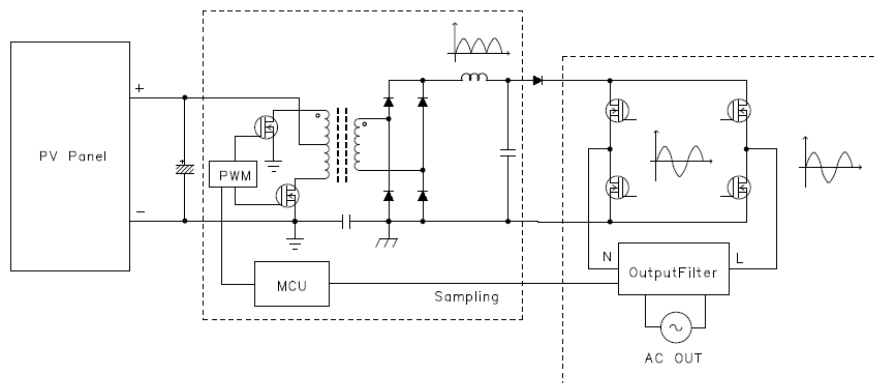 +
PV Panel
PWM
−
N
L
OutputFilter
MCU
Sampling
AC OUT